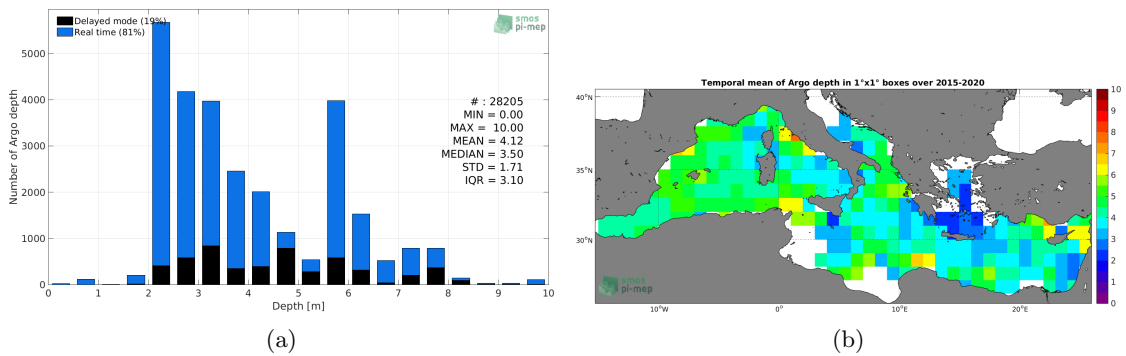 Delayed mode (19%)
Real time (81%)
smos
pi-mep
Number of Argo depth
5000
4000
3000
2000
1000
0
# : 28205
MIN = 0.00
MAX = 10.00
MEAN = 4.12
MEDIAN = 3.50
STD = 1.71
IQR = 3.10
0 1 2 3 4 5 6 7 8 9 10
Depth [m]
(a)
Temporal mean of Argo depth in 1°x1° boxes over 2015-2020
40°N
35°N
30°N
10°W 0°E 10°E 20°E
10
9
8
7
6
5
4
3
2
1
0
smos
pi-mep
(b)